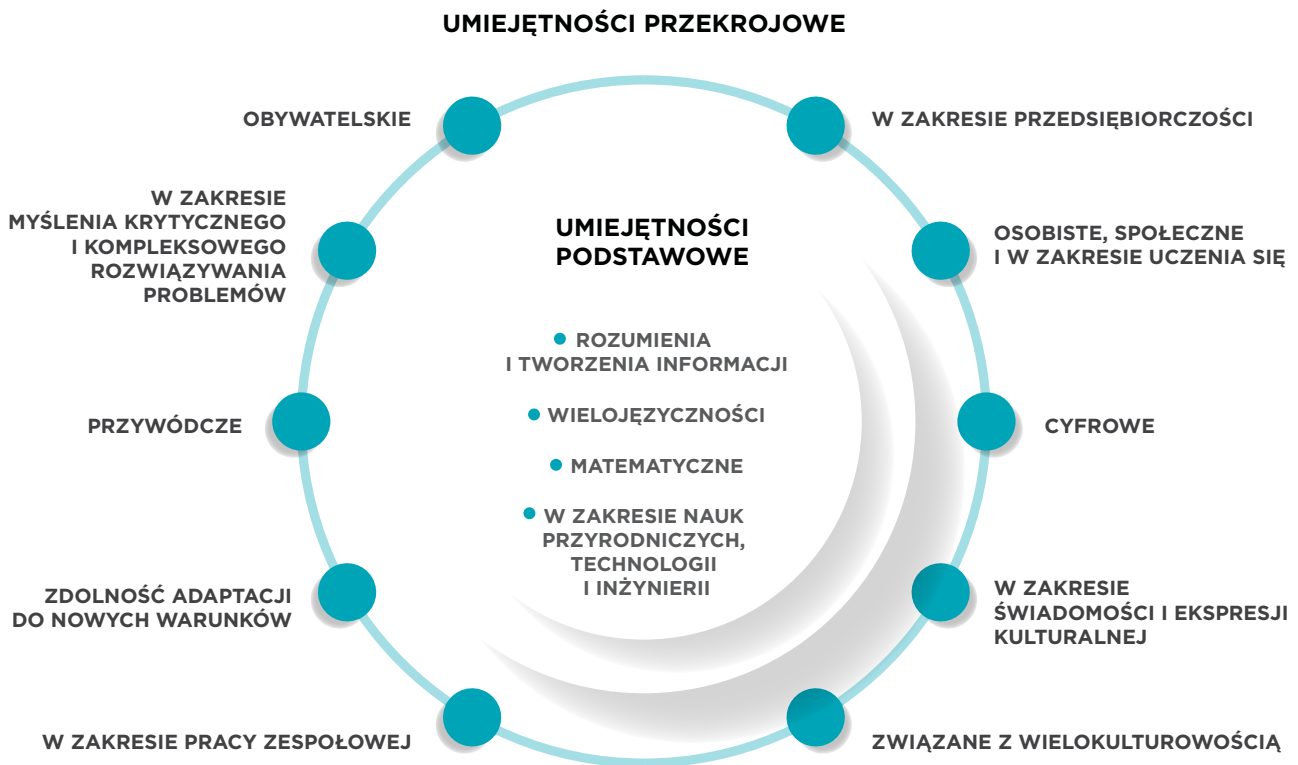 UMIEJĘTNOŚCI PRZEKROJOWE
OBYWATELSKIE
W ZAKRESIE
MYŚLENIA KRYTYCZNEGO
I KOMPLEKSOWEGO
ROZWIĄZYWANIA
PROBLEMÓW
PRZYWÓDCZE
ZDOLNOŚĆ ADAPTACJI
DO NOWYCH WARUNKÓW
W ZAKRESIE PRACY ZESPOŁOWEJ
UMIEJĘTNOŚCI
PODSTAWOWE
ROZUMIENIA
I TWORZENIA INFORMACJI
WIELOJĘZYCZNOŚCI
MATEMATYCZNE
W ZAKRESIE NAUK
PRZYRODNICZYCH,
TECHNOLOGII
I INŻYNIERII
W ZAKRESIE PRZEDSIĘBIORCZOŚCI
OSOBISTE, SPOŁECZNE
I W ZAKRESIE UCZENIA SIĘ
CYFROWE
W ZAKRESIE
ŚWIADOMOŚCI I EKSPRESJI
KULTURALNEJ
ZWIĄZANE Z WIELOKULTUROWOŚCIĄ